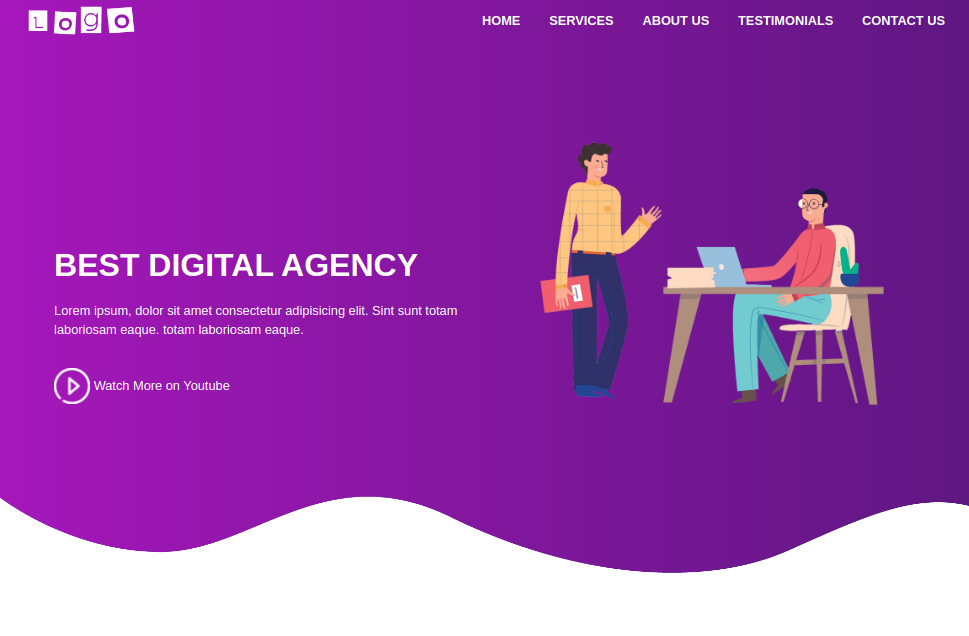 Logo
HOME SERVICES ABOUT US TESTIMONIALS CONTACT US
BEST DIGITAL AGENCY
Lorem ipsum, dolor sit amet consectetur adipisicing elit. Sint sunt totam
laboriosam eaque. totam laboriosam eaque.
Watch More on Youtube